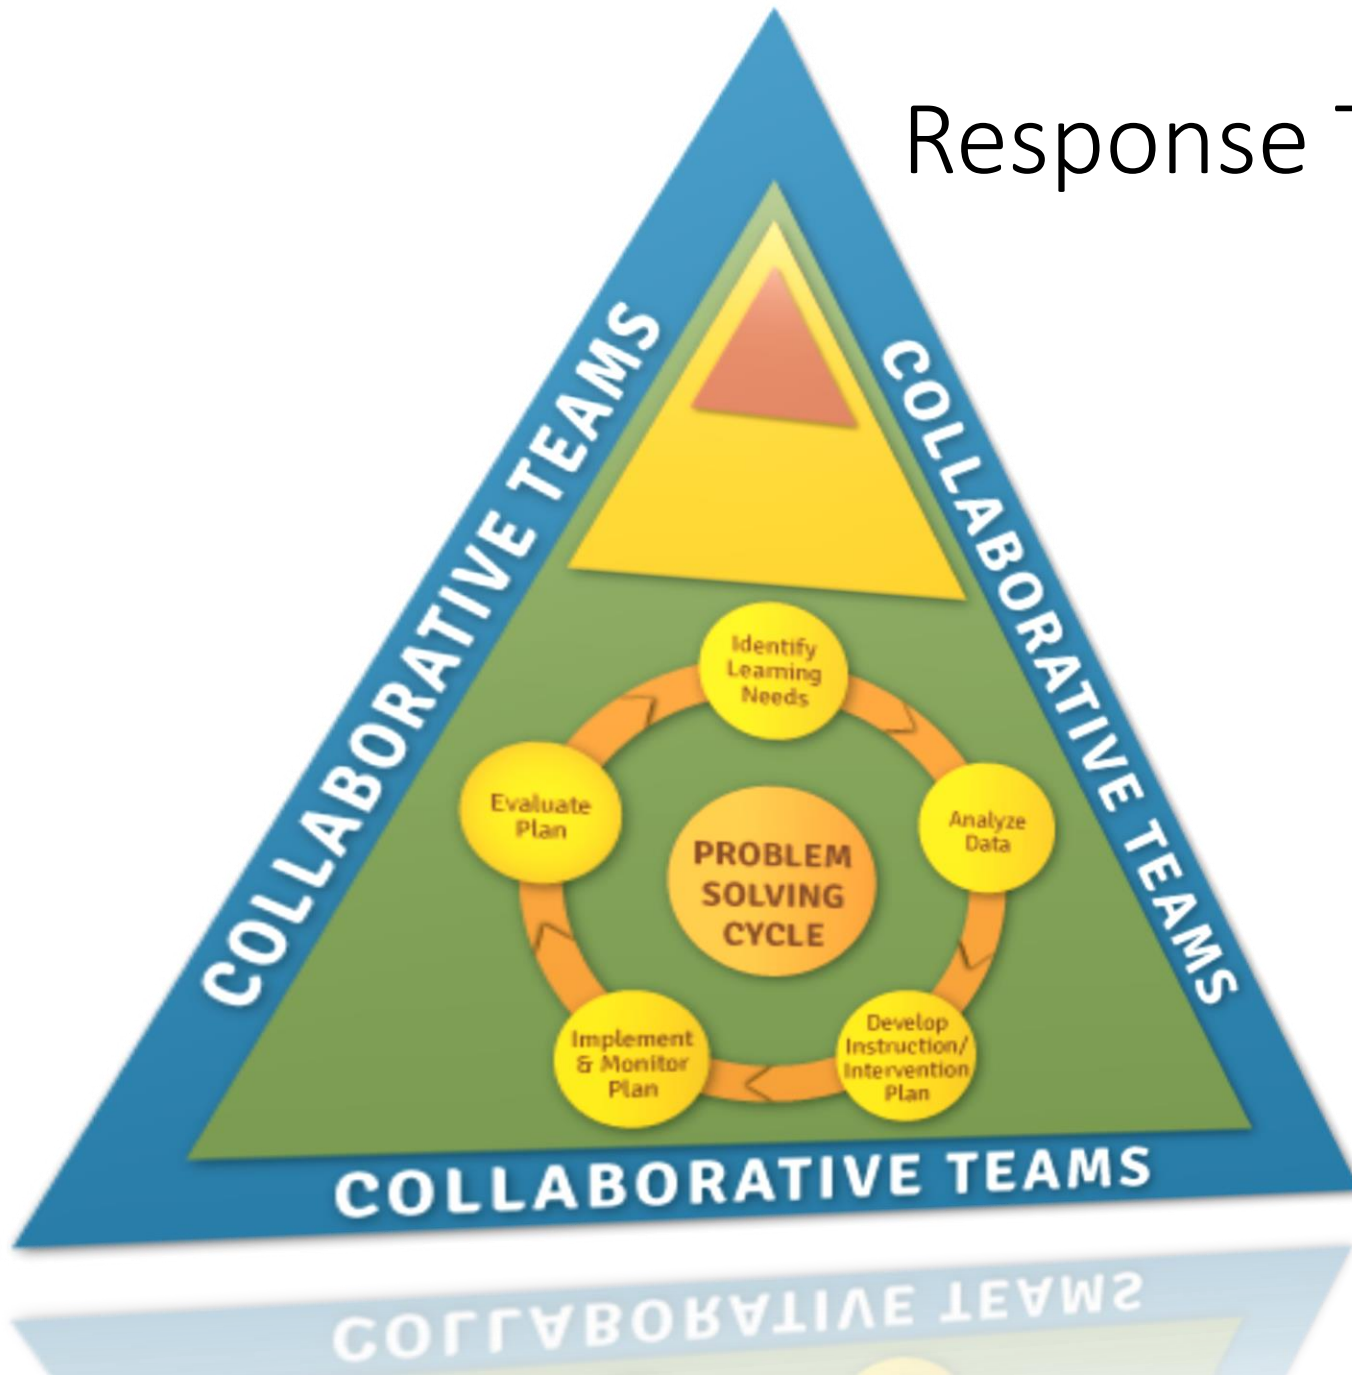 Response T
COLLABORATIVE TEAMS
COLLABORATIVE TEAMS
Identify
Learning
Needs
Evaluate
Plan
Analyze
Data
PROBLEM
SOLVING
CYCLE
Implement
& Monitor
Plan
Develop
Instruction/
Intervention
Plan
COLLABORATIVE TEAMS
COLLABORATIVE TEAMS